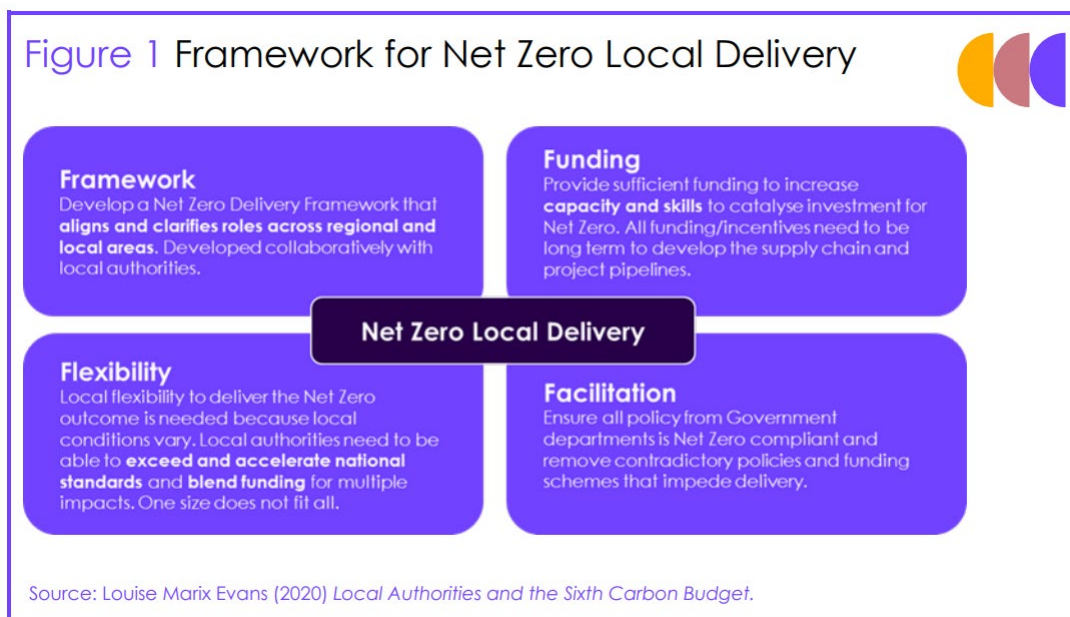 Figure 1 Framework for Net Zero Local Delivery
Framework
Develop a Net Zero Delivery Framework that
aligns and clarifies roles across regional and
local areas. Developed collaboratively with
local authorities.
Funding
Provide sufficient funding to increase
capacity and skills to catalyse investment for
Net Zero. All funding/incentives need to be
long term to develop the supply chain and
project pipelines.
Net Zero Local Delivery
Flexibility
Local flexibility to deliver the Net Zero
outcome is needed because local
conditions vary. Local authorities need to be
able to exceed and accelerate national
standards and blend funding for multiple
impacts. One size does not fit all.
Facilitation
Ensure all policy from Government
departments is Net Zero compliant and
remove contradictory policies and funding
schemes that impede delivery.
Source: Louise Marix Evans (2020) Local Authorities and the Sixth Carbon Budget.